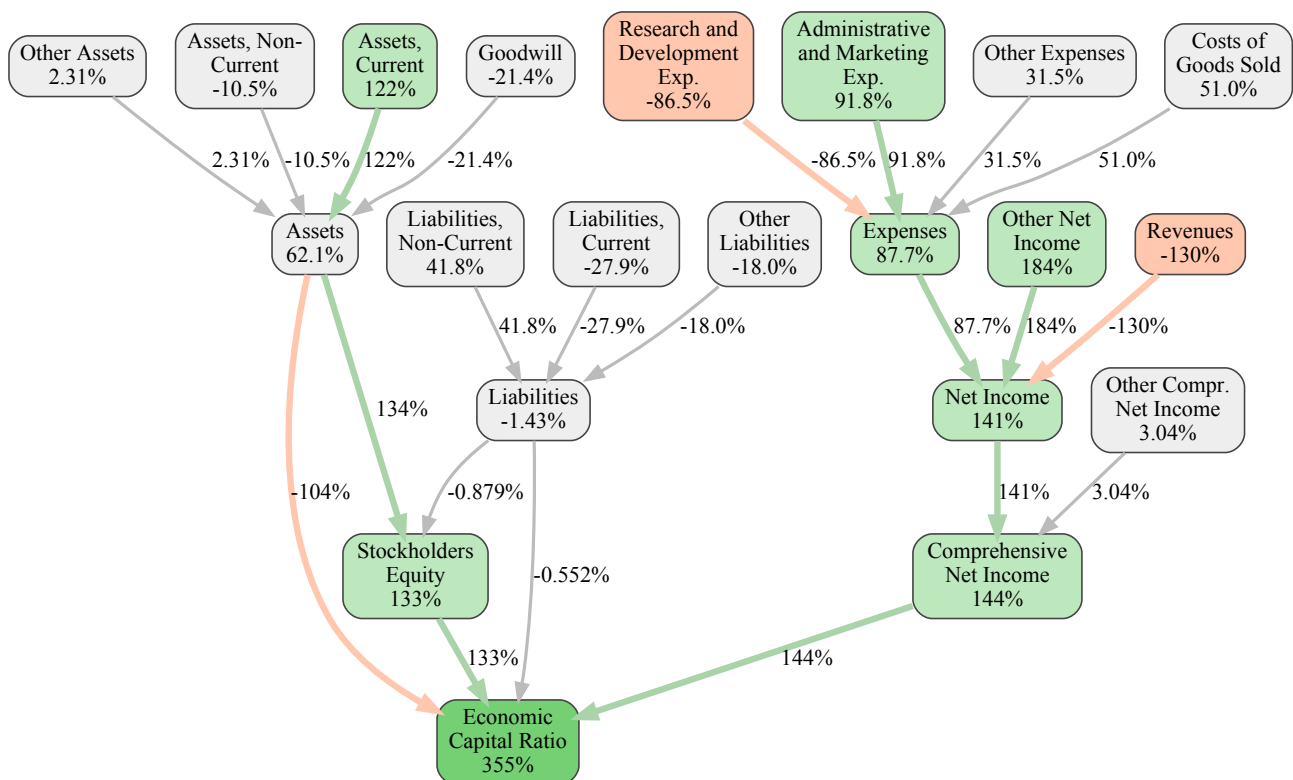 Other Assets
2.31%
Assets, Non-
Current
-10.5%
Assets,
Current
122%
Goodwill
-21.4%
Research and
Development
Exp.
-86.5%
Administrative
and Marketing
Exp.
91.8%
Other Expenses
31.5%
Costs of
Goods Sold
51.0%
2.31%
-10.5%
122%
-21.4%
-86.5%
91.8%
31.5%
51.0%
Assets
62.1%
Liabilities,
Non-Current
41.8%
Liabilities,
Current
-27.9%
Other
Liabilities
-18.0%
Expenses
87.7%
Other Net
Income
184%
Revenues
-130%
41.8%
-27.9%
-18.0%
87.7%
184%
-130%
134%
Liabilities
-1.43%
Net Income
141%
Other Compr.
Net Income
3.04%
-104%
-0.879%
141%
3.04%
Stockholders
Equity
133%
-0.552%
Comprehensive
Net Income
144%
133%
144%
Economic
Capital Ratio
355%